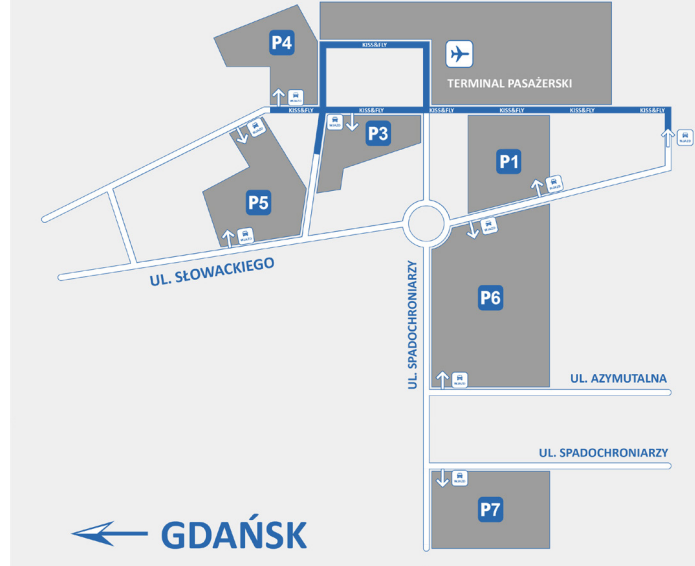 P4
KISS&FLY
TERMINAL PASAŻERSKI
KISS&FLY
KISS&FLY
KISS&FLY
KISS&FLY
KISS&FLY
KISS&FLY
P3
P1
P5
UL. SŁOWACKIEGO
UL. SPADOCHRONIARZY
P6
UL. AZYMUTALNA
UL. SPADOCHRONIARZY
P7
GDAŃSK